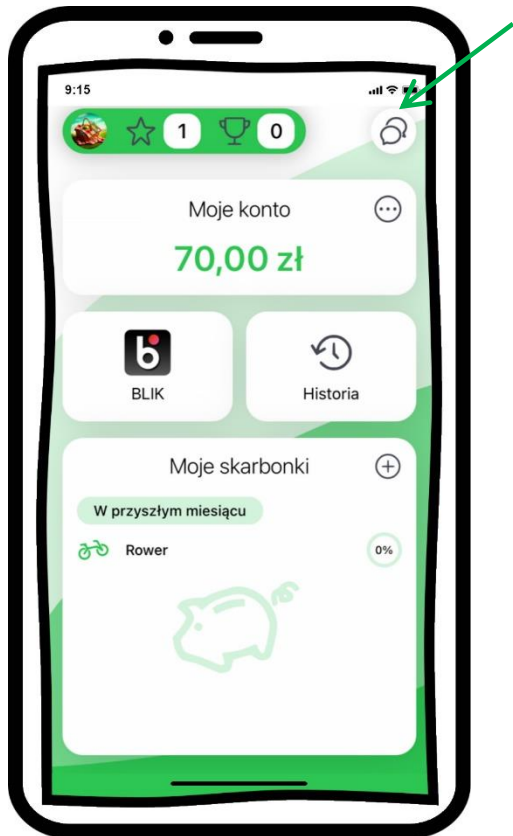 9:15
1 0
Moje konto
70,00 zł
BLIK Historia
Moje skarbonki
W przyszłym miesiącu
Rower 0%